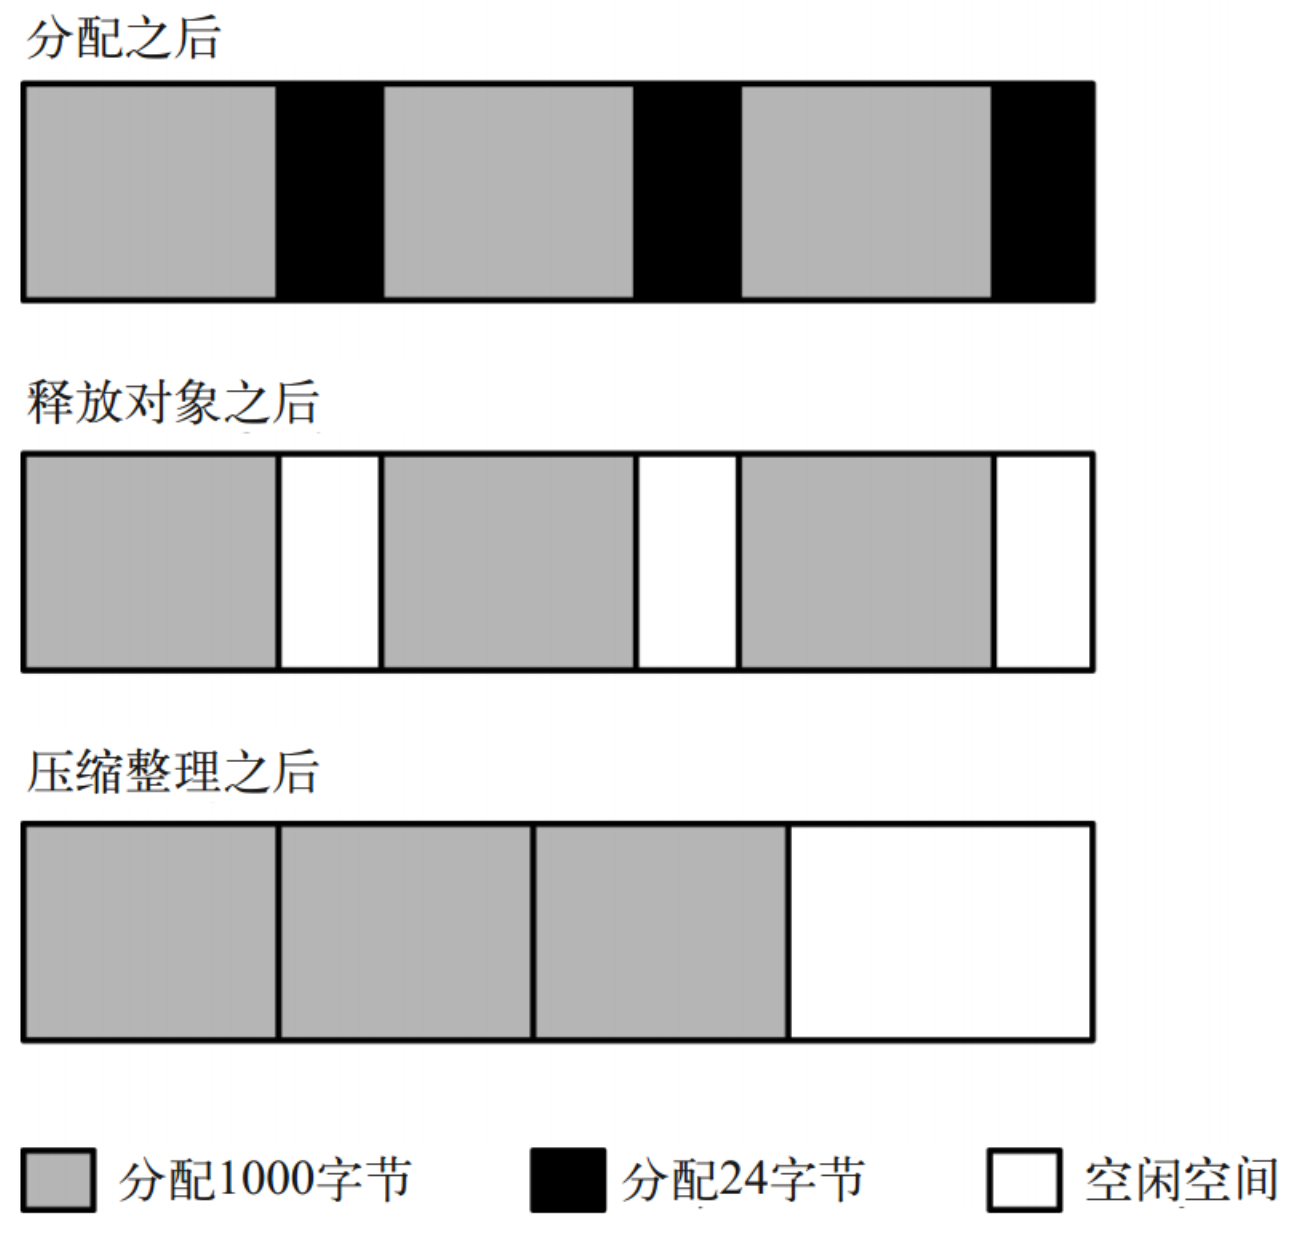 分配之后
释放对象之后
压缩整理之后
分配1000字节
分配24字节
空闲空间